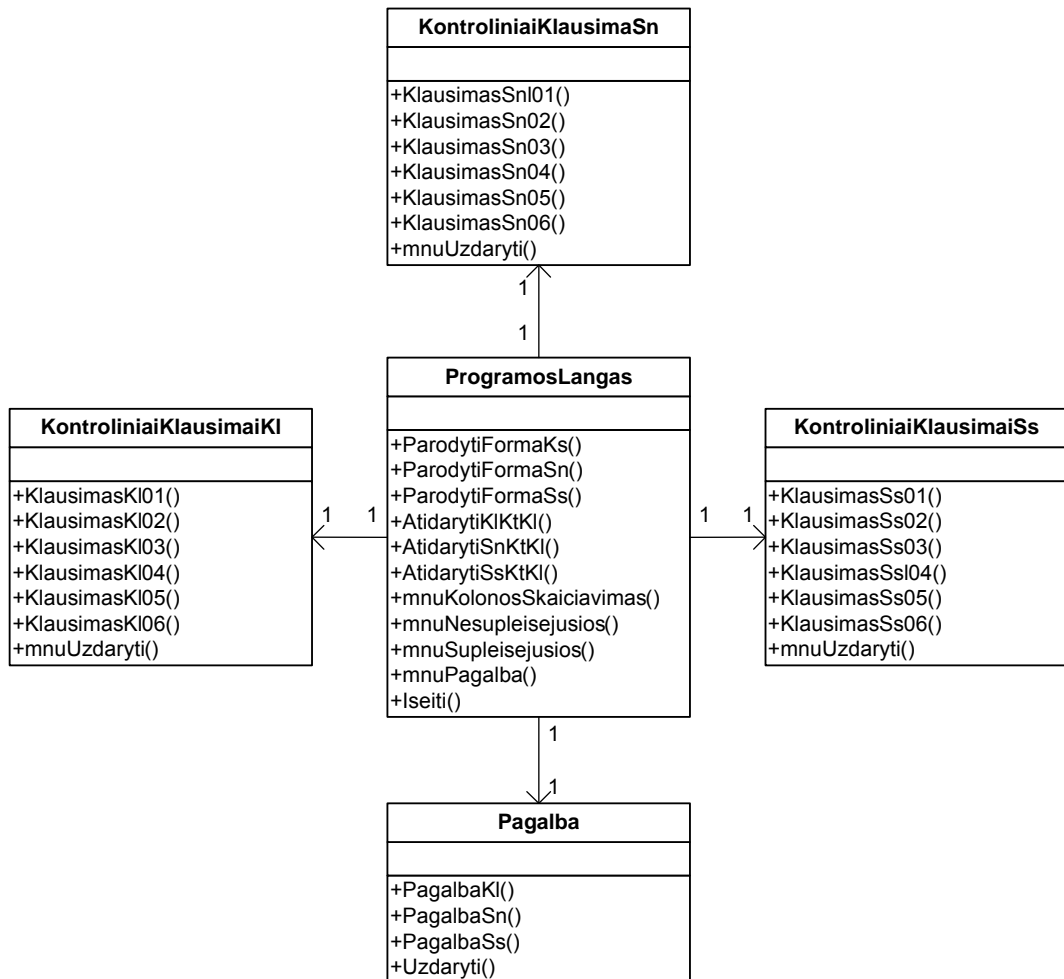 KontroliniaiKlausimaSn
+KlausimasSnl01()
+KlausimasSn02()
+KlausimasSn03()
+KlausimasSn04()
+KlausimasSn05()
+KlausimasSn06()
+mnuUzdaryti()
1
1
ProgramosLangas
+ParodytiFormaKs()
+ParodytiFormaSn()
+ParodytiFormaSs()
+AtidarytiKlKtKl()
+AtidarytiSnKtKl()
+AtidarytiSsKtKl()
+mnuKolonosSkaiciavimas()
+mnuNesupleisejusios()
+mnuSupleisejusios()
+mnuPagalba()
+Iseiti()
KontroliniaiKlausimaiKl
+KlausimasKl01()
+KlausimasKl02()
+KlausimasKl03()
+KlausimasKl04()
+KlausimasKl05()
+KlausimasKl06()
+mnuUzdaryti()
1
1
1
1
KontroliniaiKlausimaiSs
+KlausimasSs01()
+KlausimasSs02()
+KlausimasSs03()
+KlausimasSsl04()
+KlausimasSs05()
+KlausimasSs06()
+mnuUzdaryti()
1
1
Pagalba
+PagalbaKl()
+PagalbaSn()
+PagalbaSs()
+Uzdaryti()